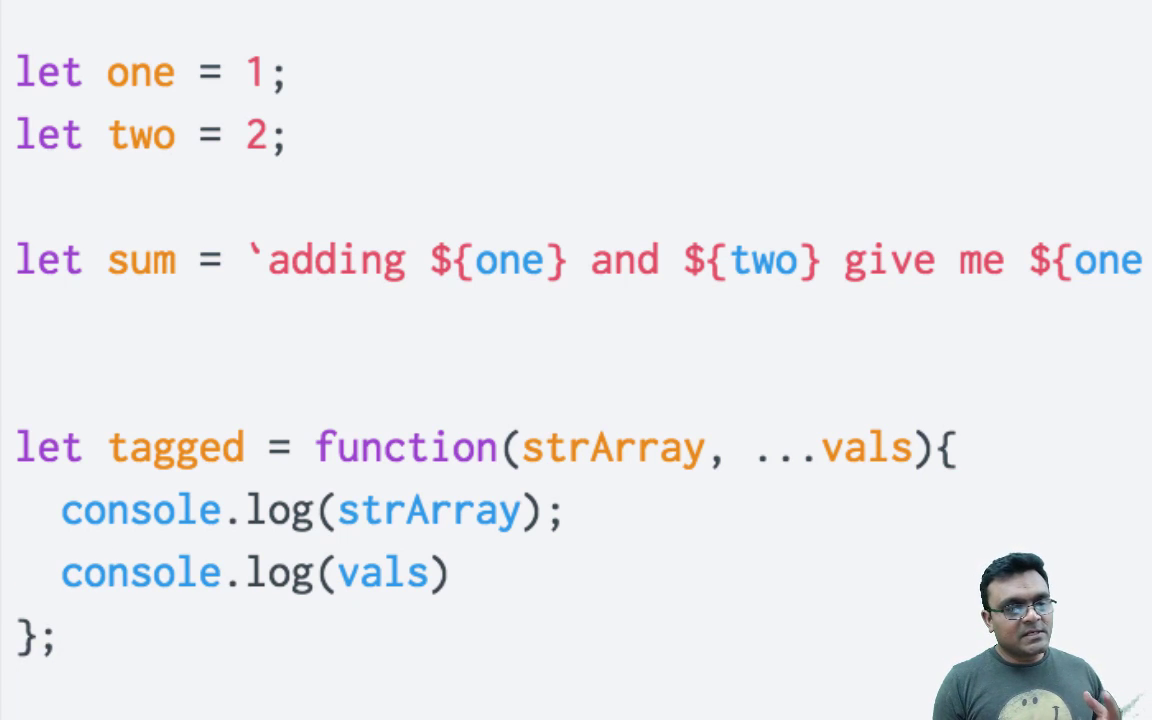 let one = 1;
let two = 2;
let sum = `adding ${one} and ${two} give me ${one
let tagged = function(strArray, ...vals){
console.log(strArray);
console.log(vals)
};